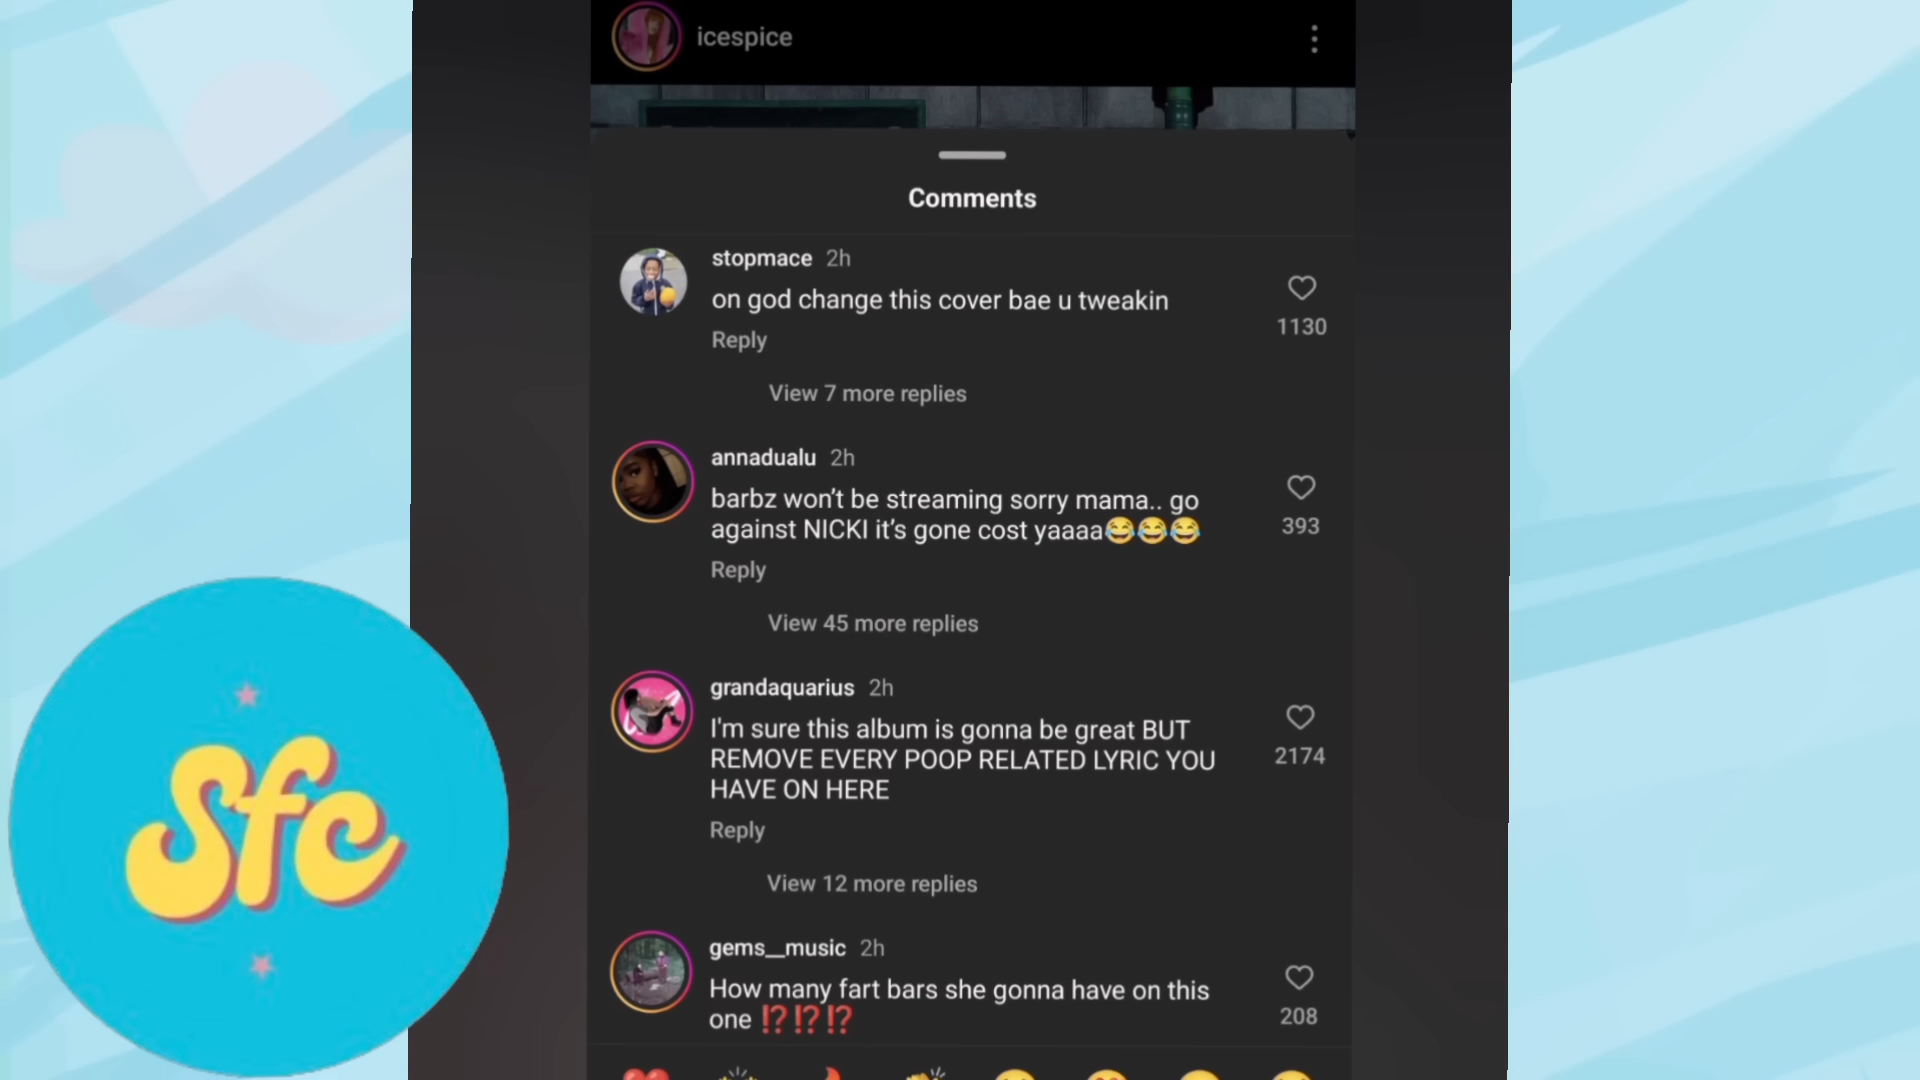 icespice
Comments
stopmace 2h
on god change this cover bae u tweakin
1130
Reply
View 7 more replies
annadualu 2h
barbz won't be streaming sorry mama.. go
against NICKI it's gone cost yaaaa😂😂😂
393
Reply
View 45 more replies
grandaquarius 2h
I'm sure this album is gonna be great BUT
REMOVE EVERY POOP RELATED LYRIC YOU
HAVE ON HERE
2174
Reply
View 12 more replies
gems__music 2h
How many fart bars she gonna have on this
one ⁉️⁉️⁉️
208
Sfc